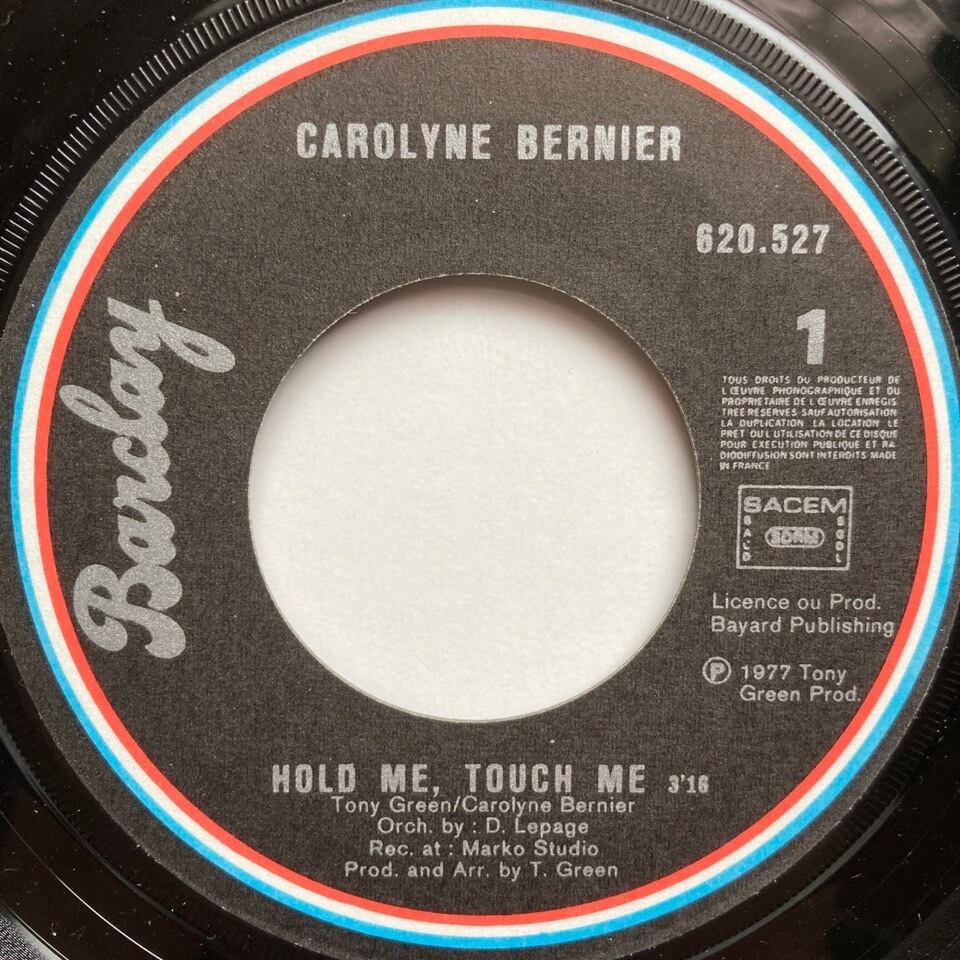 CAROLYNE BERNIER
620.527
Barclay
1
TOUS DROITS DU PRODUCTEUR DE
L ŒUVRE PHONOGRAPHIQUE ET DU
PROPRIETAIRE DE L ŒUVRE ENREGIS
TREE RESERVES SAUF AUTORISATION
LA DUPLICATION LA LOCATION LE
PRET OU L UTILISATION DE CE DISQUE
POUR EXECUTION PUBLIQUE ET RA
DIODIFFUSION SONT INTERDITS MADE
IN FRANCE
SACEM
SACD SDRM SGDL
Licence ou Prod.
Bayard Publishing
Ⓟ 1977 Tony
Green Prod.
HOLD ME, TOUCH ME 3'16
Tony Green/Carolyne Bernier
Orch. by : D. Lepage
Rec. at : Marko Studio
Prod. and Arr. by T. Green